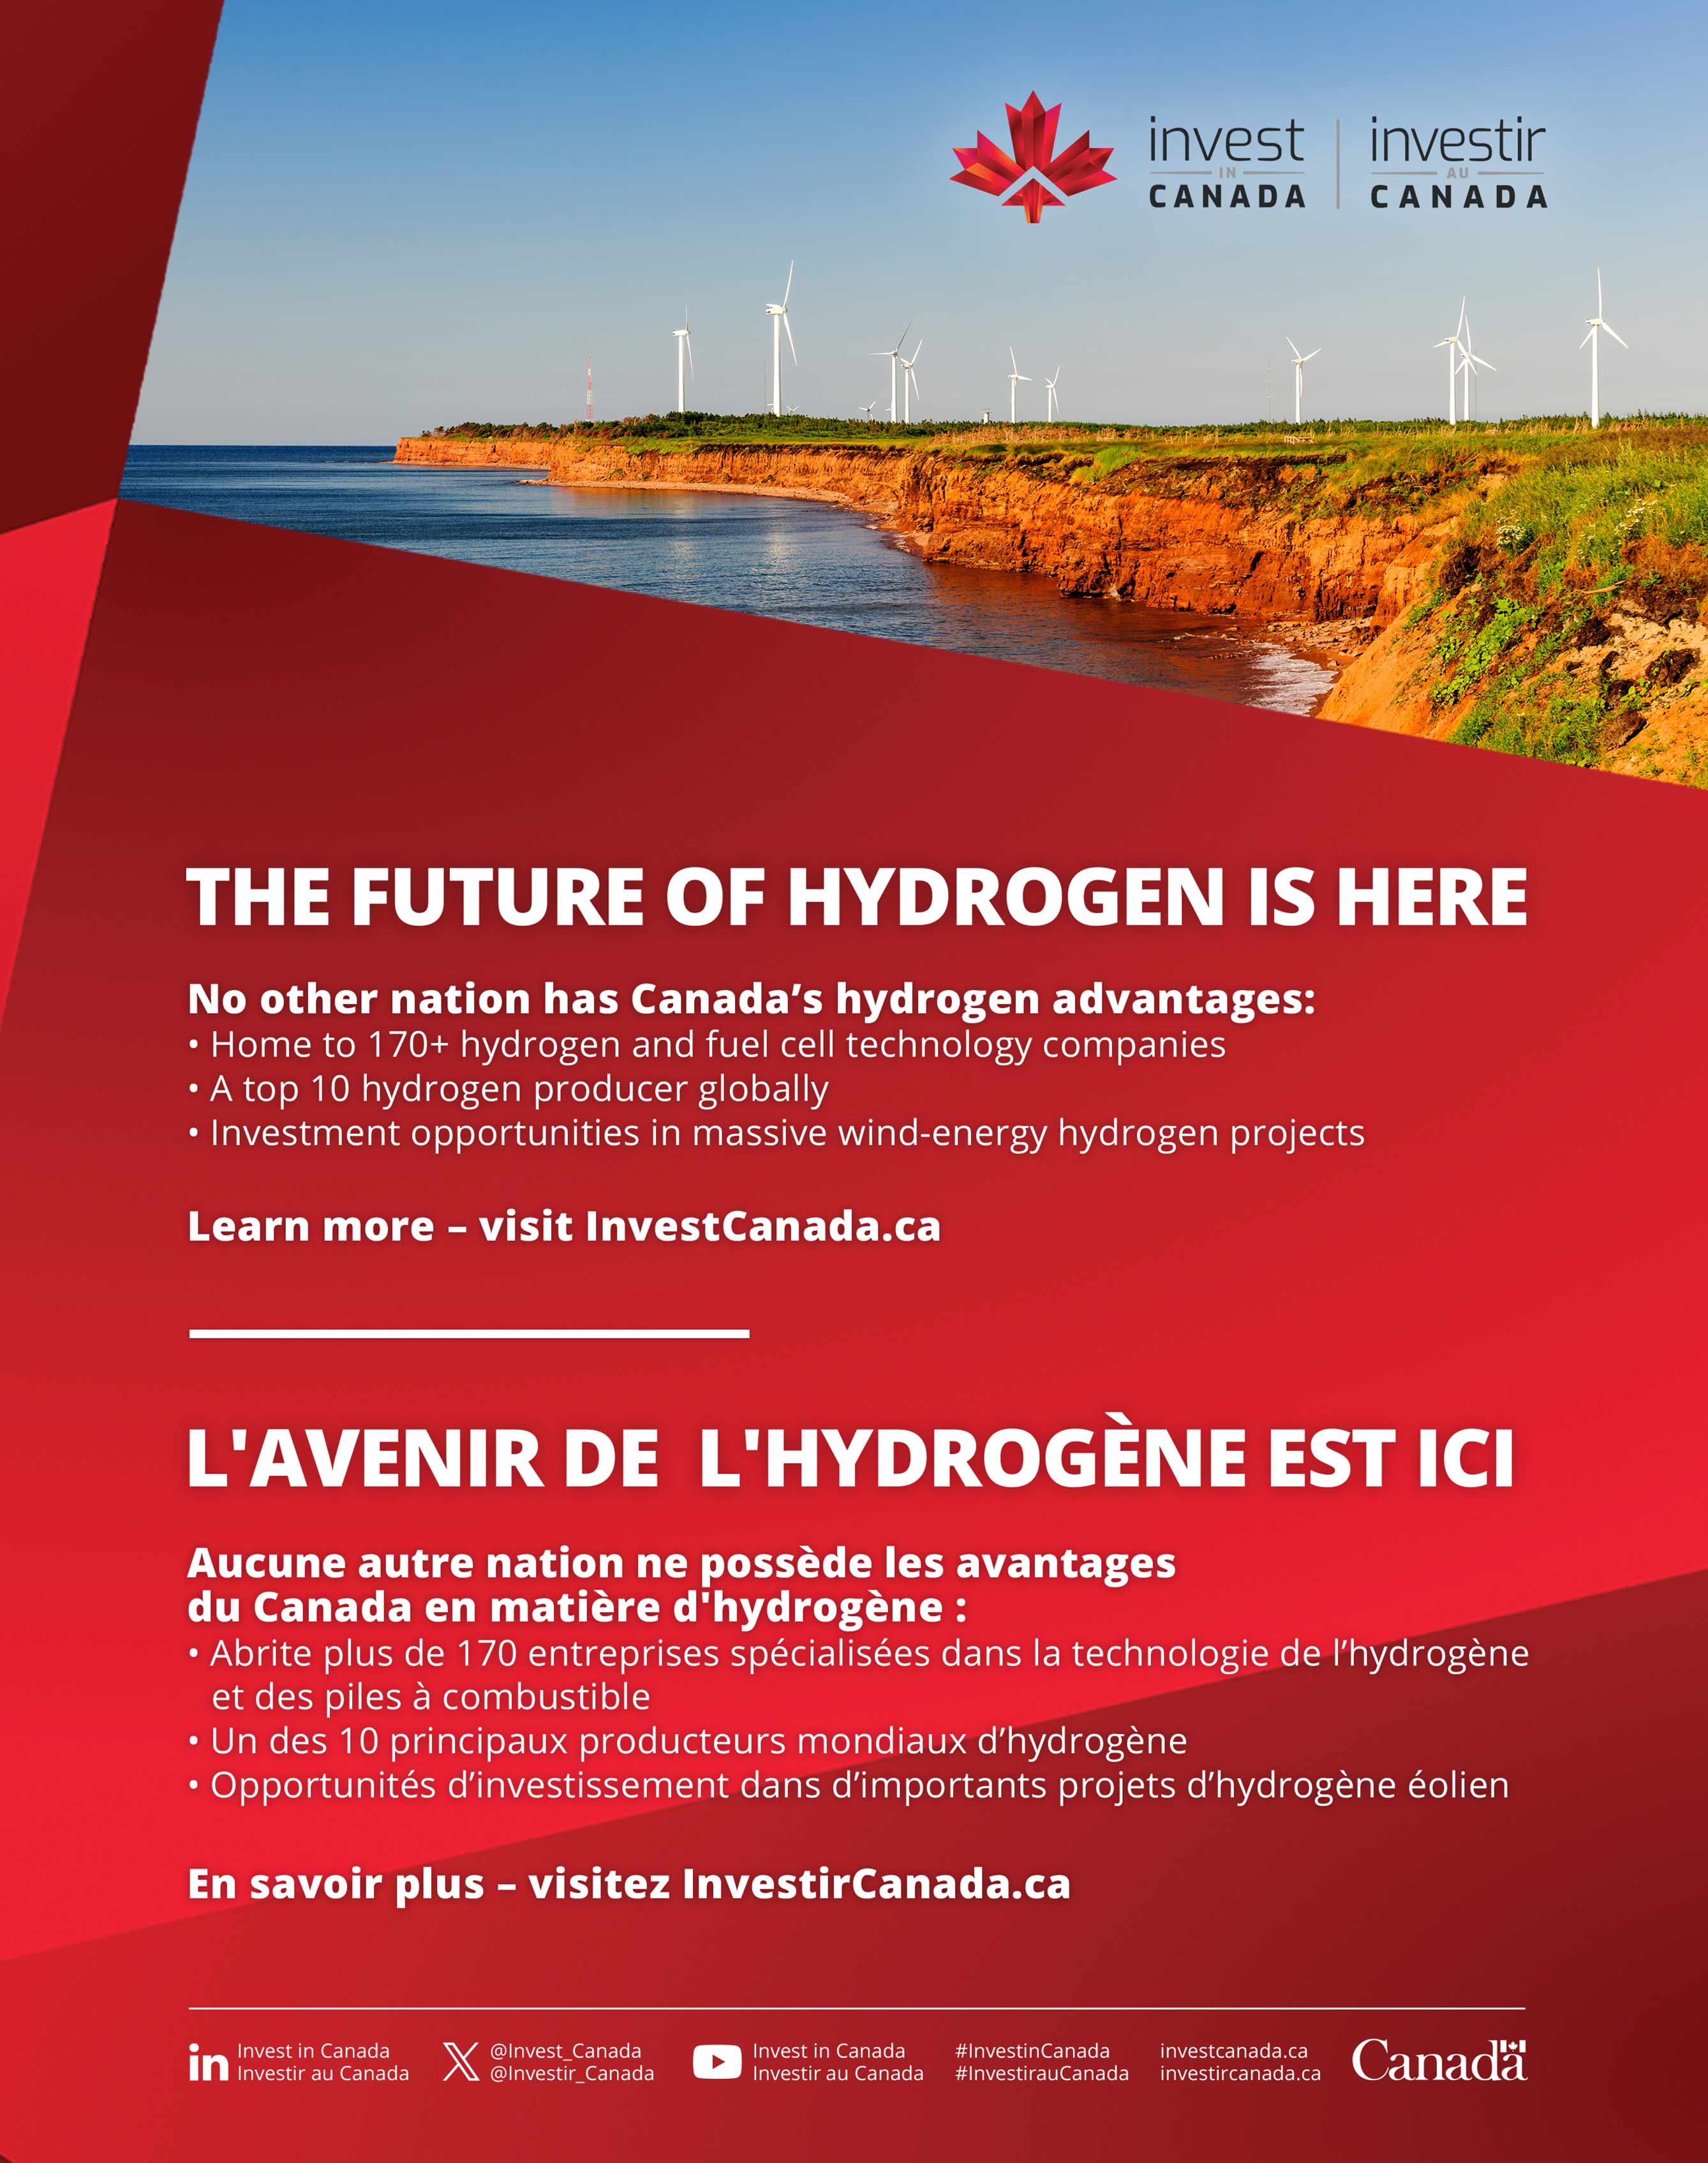 invest
IN
CANADA
investir
AU
CANADA
THE FUTURE OF HYDROGEN IS HERE
No other nation has Canada’s hydrogen advantages:
• Home to 170+ hydrogen and fuel cell technology companies
• A top 10 hydrogen producer globally
• Investment opportunities in massive wind-energy hydrogen projects
Learn more – visit InvestCanada.ca
L'AVENIR DE  L'HYDROGÈNE EST ICI
Aucune autre nation ne possède les avantages
du Canada en matière d'hydrogène :
• Abrite plus de 170 entreprises spécialisées dans la technologie de l’hydrogène
et des piles à combustible
• Un des 10 principaux producteurs mondiaux d’hydrogène
• Opportunités d’investissement dans d’importants projets d’hydrogène éolien
En savoir plus – visitez InvestirCanada.ca
in
Invest in Canada
Investir au Canada
X
@Invest_Canada
@Investir_Canada
Invest in Canada
Investir au Canada
#InvestinCanada
#InvestirauCanada
investcanada.ca
investircanada.ca
Canada